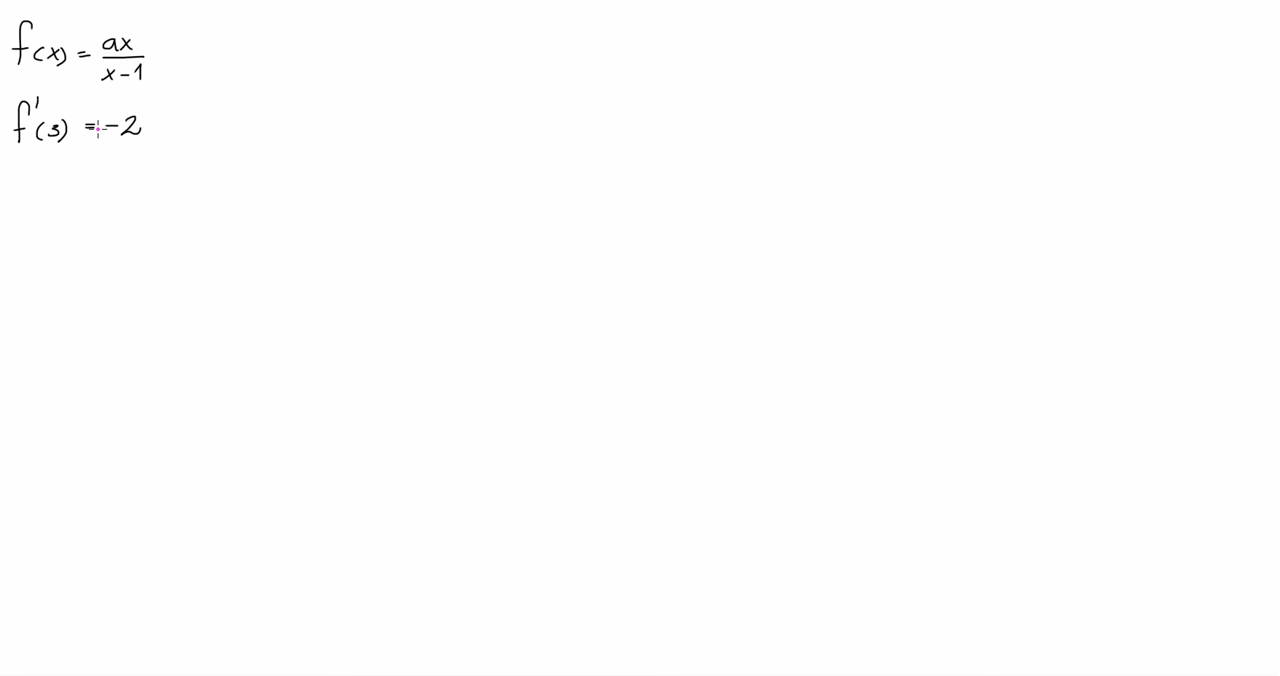 f(x) = ax/(x-1)
f'(3) = -2